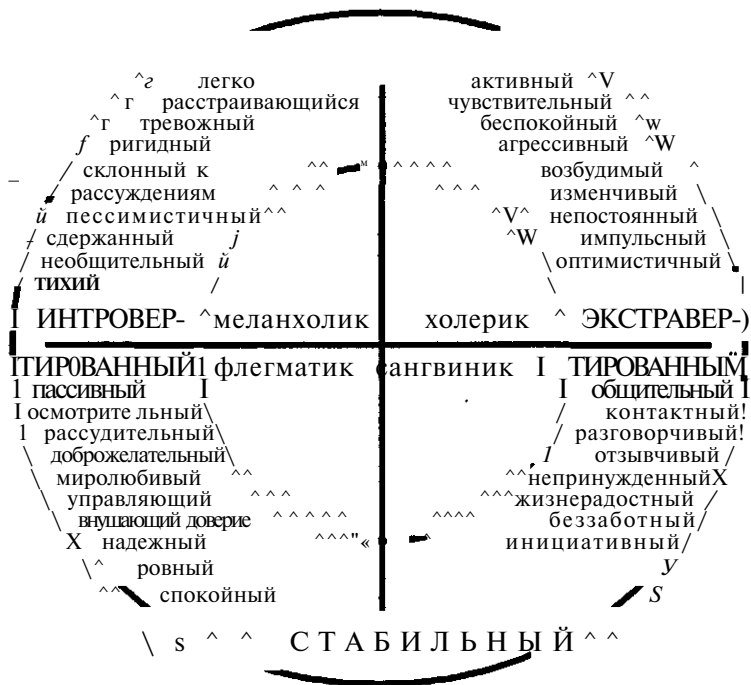 легко активный
расстраивающийся чувствительный
тревожный беспокойный
ригидный агрессивный
склонный к возбудимый
рассуждениям изменчивый
пессимистичный непостоянный
сдержанный импульсный
необщительный оптимистичный
тихий
ИНТРОВЕР- меланхолик холерик ЭКСТРАВЕР-
ТИРОВАННЫЙ флегматик сангвиник ТИРОВАННЫЙ
пассивный общительный
осмотрительный контактный
рассудительный разговорчивый
доброжелательный отзывчивый
миролюбивый непринужденный
управляющий жизнерадостный
внушающий доверие беззаботный
надежный инициативный
ровный
спокойный
СТАБИЛЬНЫЙ